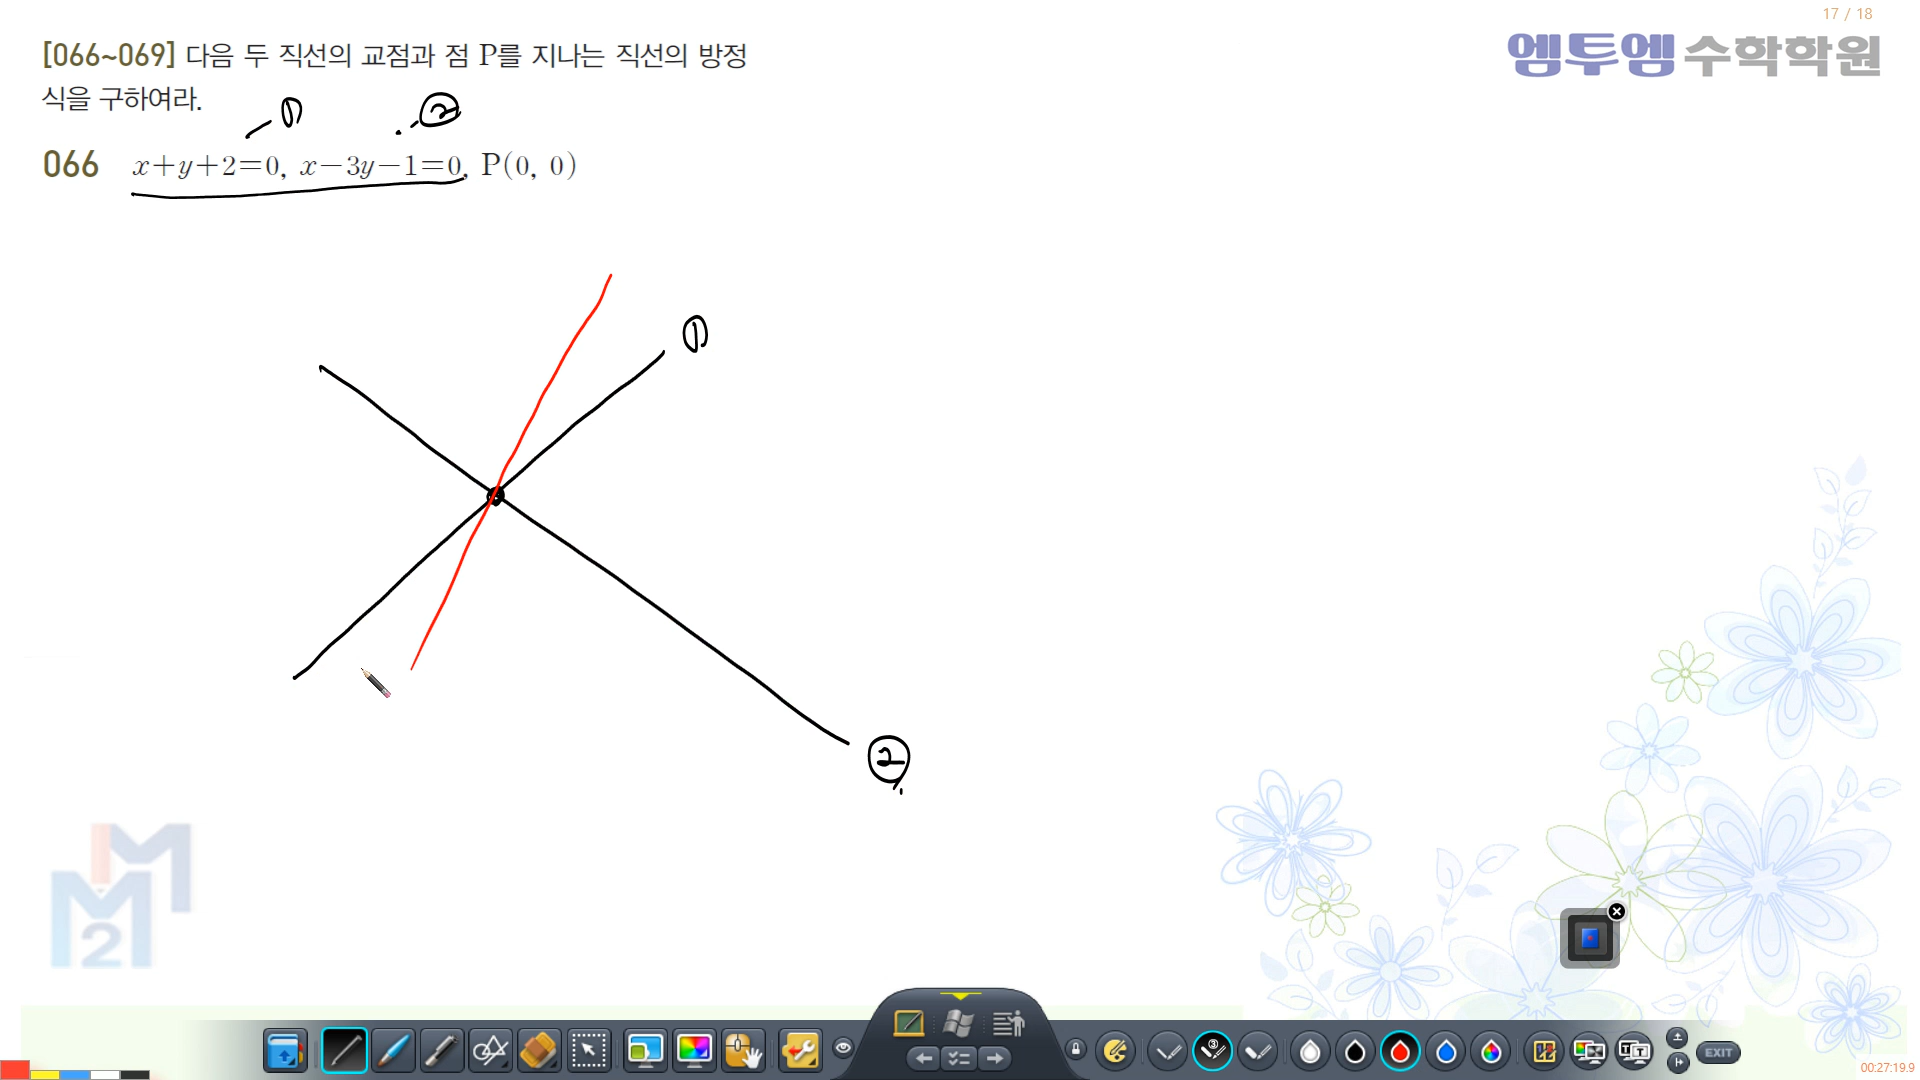 17 / 18
엠투엠 수학학원
[066~069] 다음 두 직선의 교점과 점 P를 지나는 직선의 방정
식을 구하여라.
① ②
066 x+y+2=0, x-3y-1=0, P(0, 0)
①
②
M
M
2
EXIT
00:27:19.9